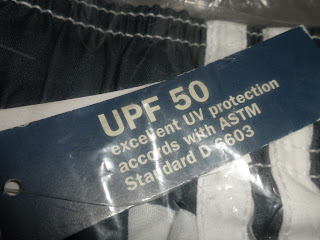 UPF 50
excellent UV protection
accords with ASTM
Standard D 6603